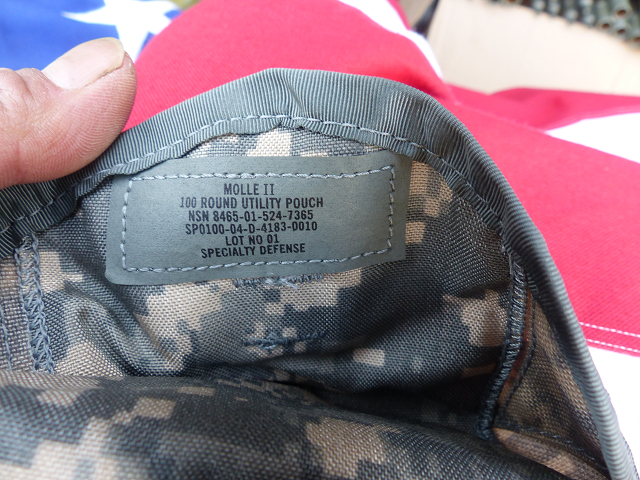 MOLLE II
100 ROUND UTILITY POUCH
NSN 8465-01-524-7365
SP0100-04-D-4183-0010
LOT NO 01
SPECIALTY DEFENSE